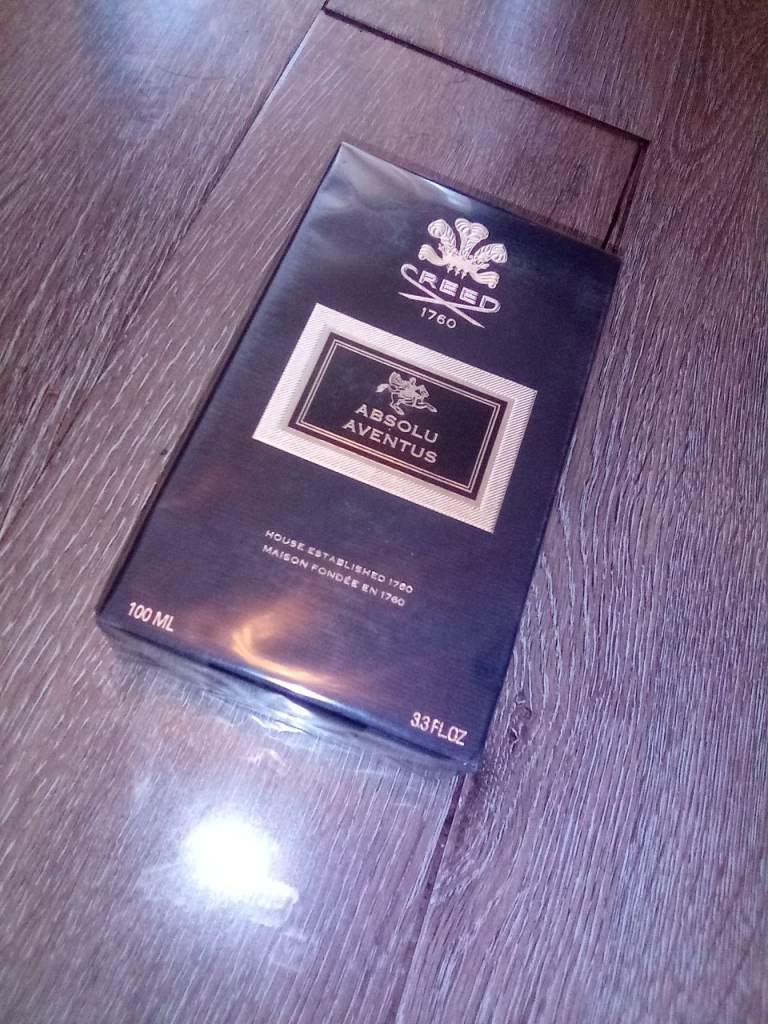 CREED
1760
ABSOLU
AVENTUS
HOUSE ESTABLISHED 1760
MAISON FONDÉE EN 1760
100 ML
3.3 FL.OZ